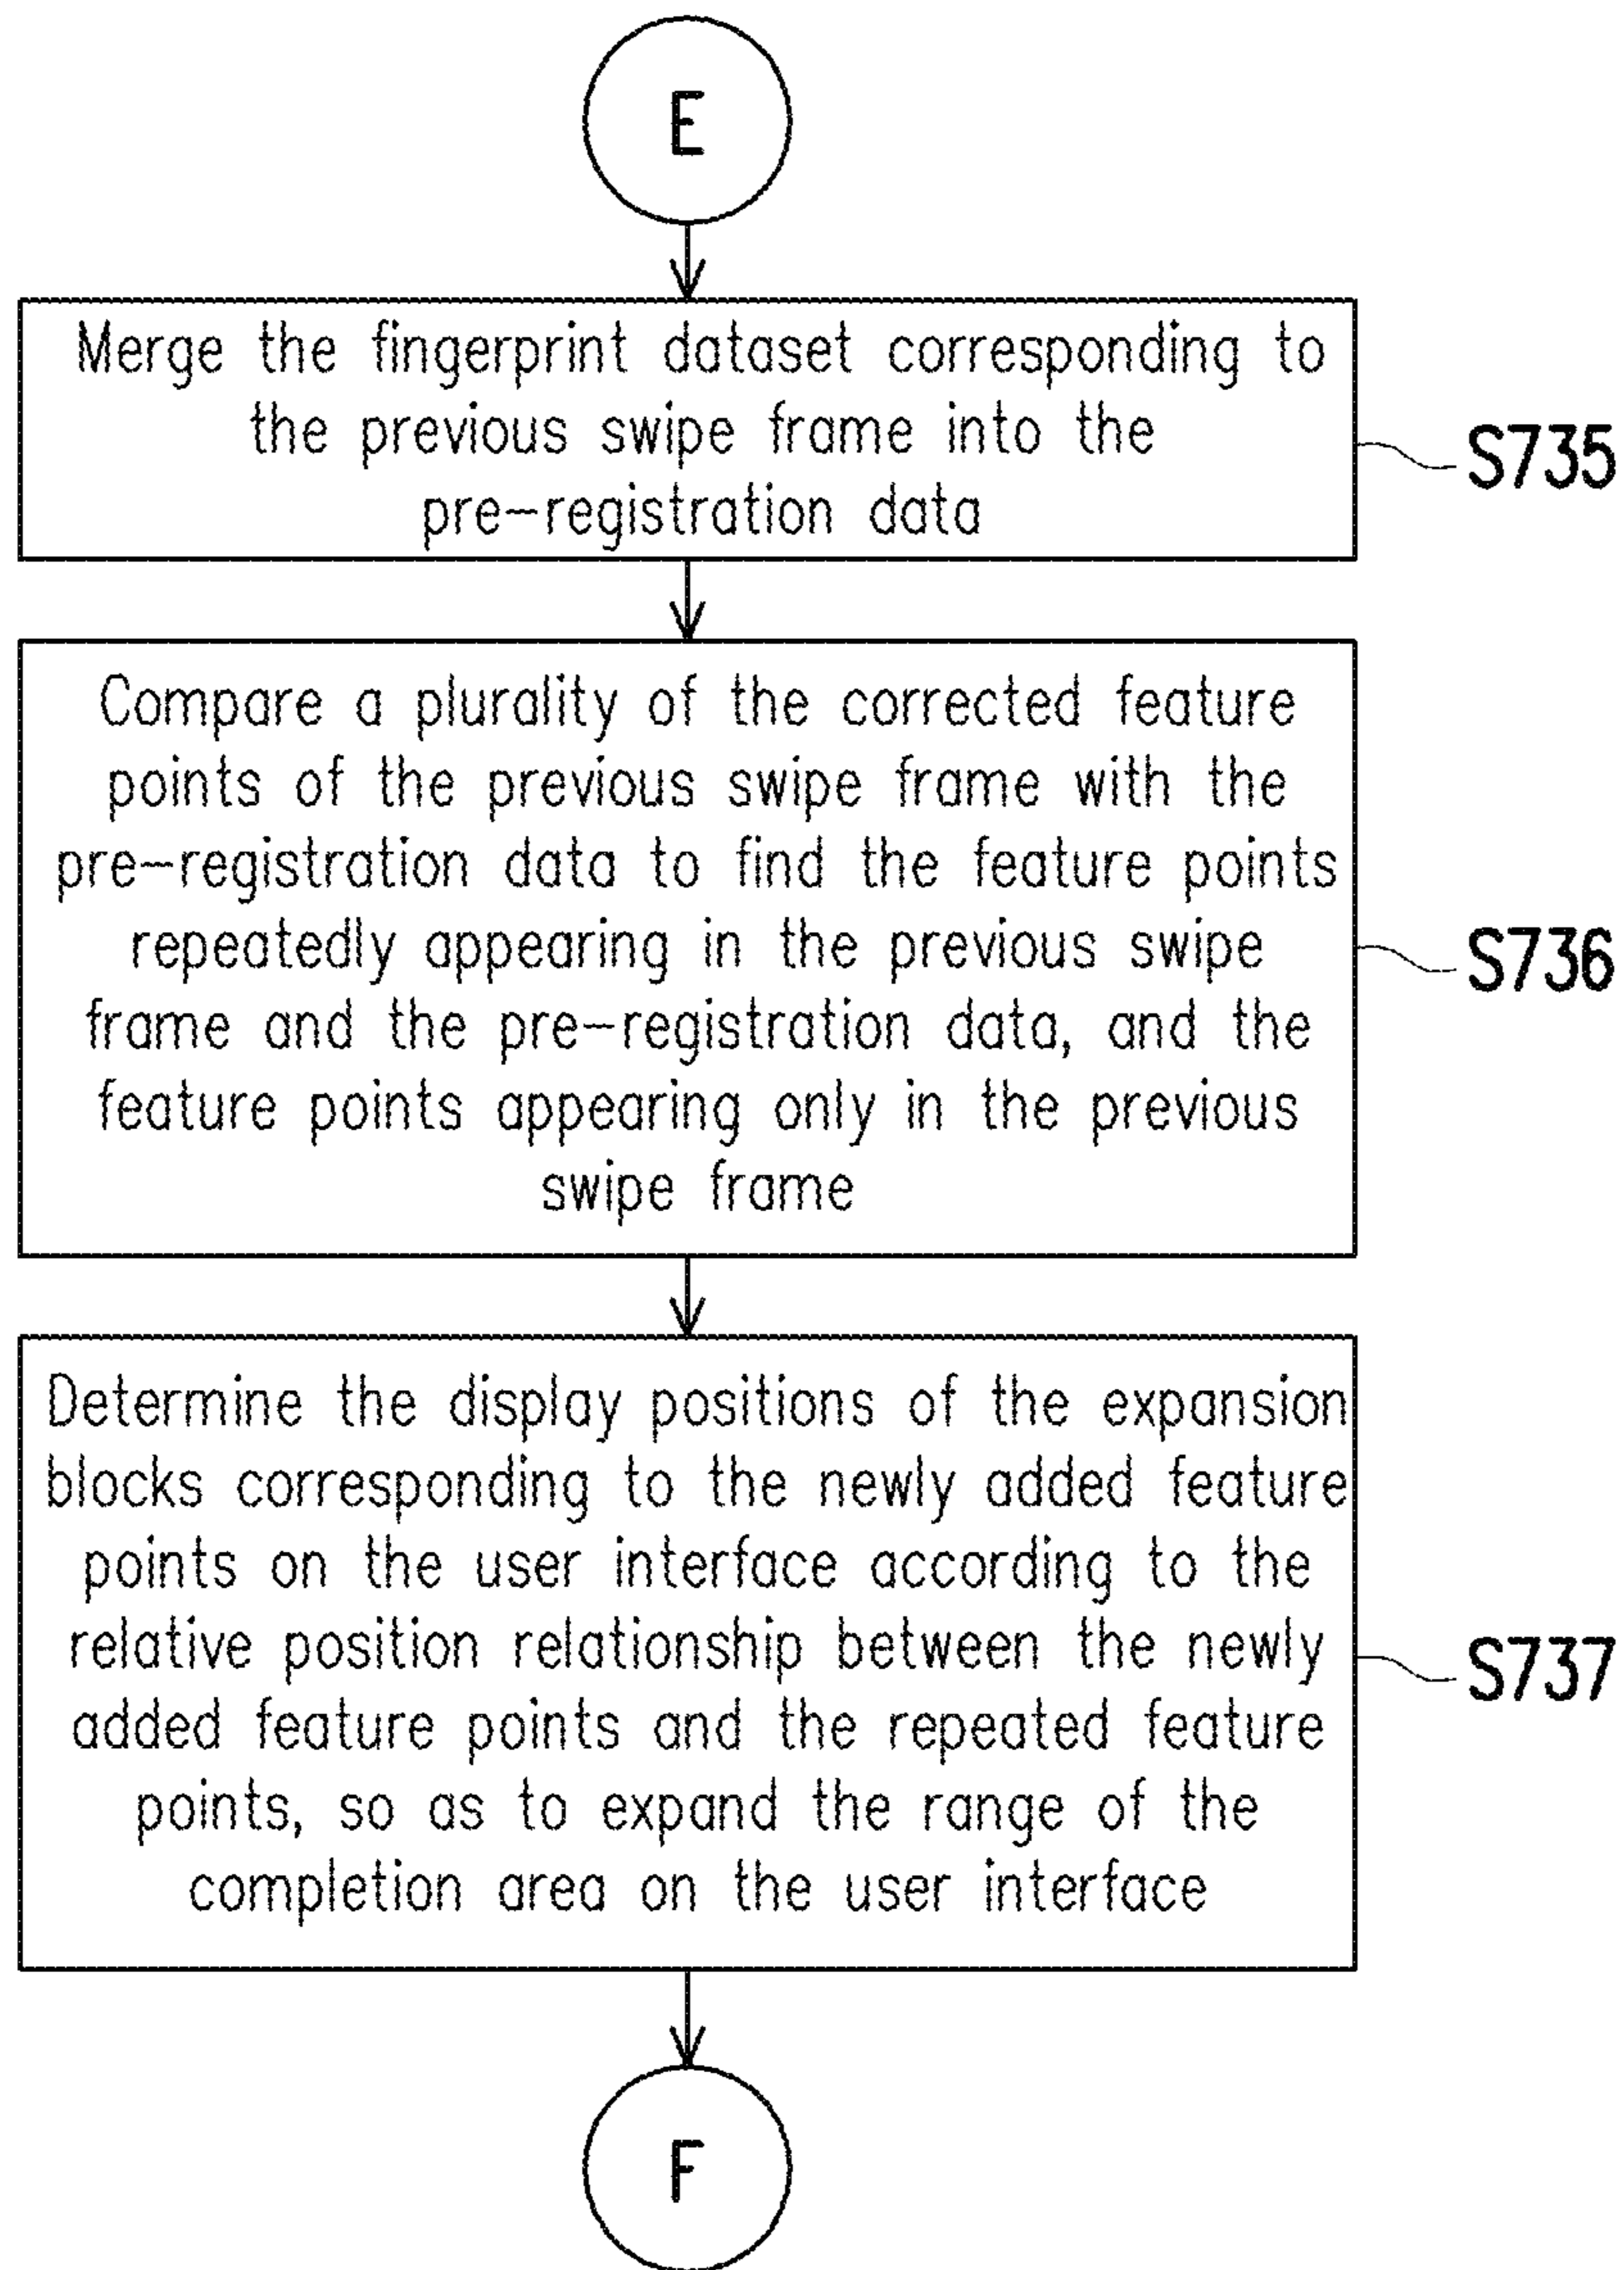 E
Merge the fingerprint dataset corresponding to
the previous swipe frame into the
pre-registration data
S735
Compare a plurality of the corrected feature
points of the previous swipe frame with the
pre-registration data to find the feature points
repeatedly appearing in the previous swipe
frame and the pre-registration data, and the
feature points appearing only in the previous
swipe frame
S736
Determine the display positions of the expansion
blocks corresponding to the newly added feature
points on the user interface according to the
relative position relationship between the newly
added feature points and the repeated feature
points, so as to expand the range of the
completion area on the user interface
S737
F